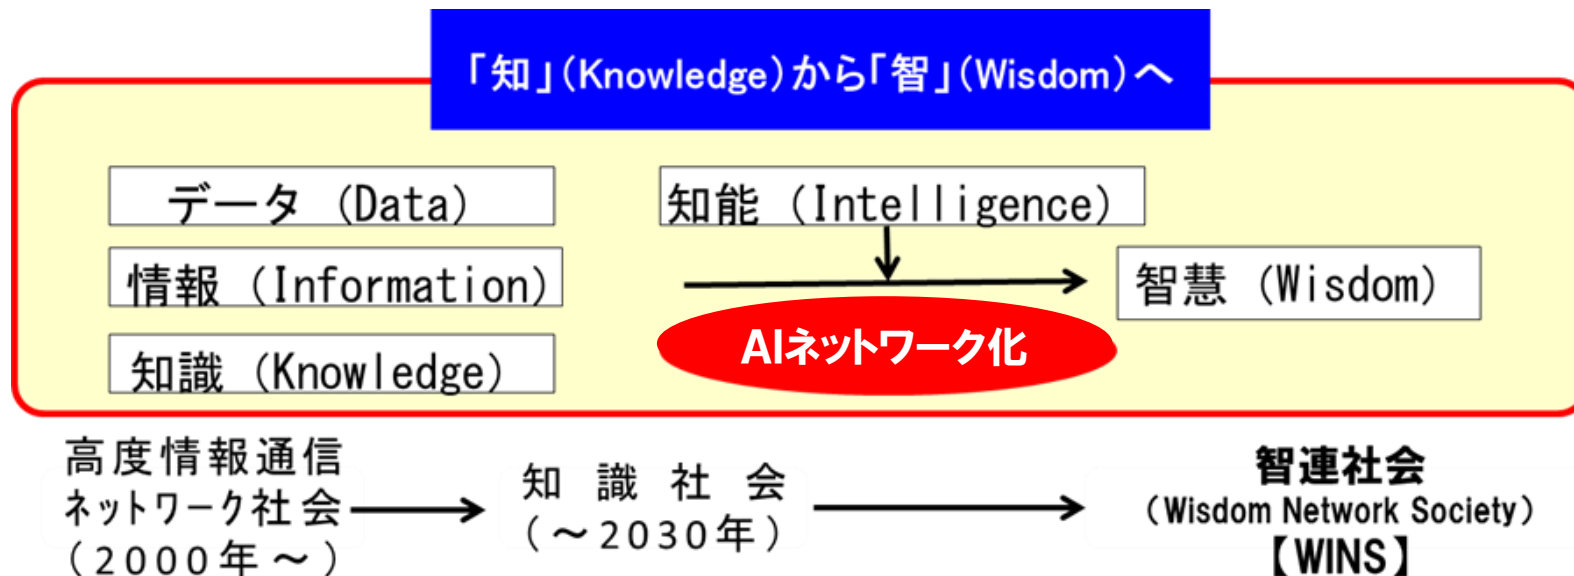 「知」(Knowledge)から「智」(Wisdom)へ
データ (Data)
知能 (Intelligence)
情報 (Information)
智慧 (Wisdom)
AIネットワーク化
知識 (Knowledge)
高度情報通信
ネットワーク社会
(2000年～)
知識社会
(～2030年)
智連社会
(Wisdom Network Society)
【WINS】